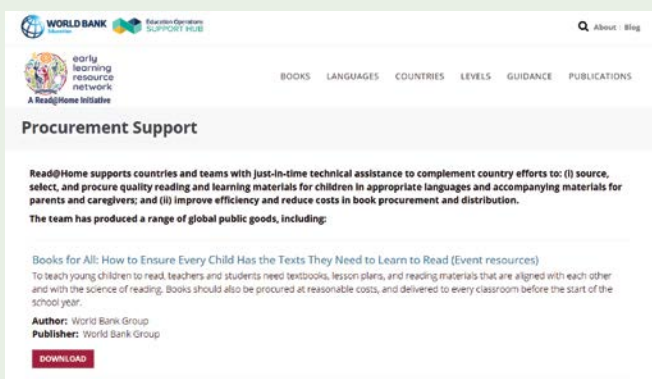 WORLD BANK
Education
Education Operations
SUPPORT HUB
About
Blog
early
learning
resource
network
A Read@Home Initiative
BOOKS LANGUAGES COUNTRIES LEVELS GUIDANCE PUBLICATIONS
Procurement Support
Read@Home supports countries and teams with just-in-time technical assistance to complement country efforts to: (i) source,
select, and procure quality reading and learning materials for children in appropriate languages and accompanying materials for
parents and caregivers; and (ii) improve efficiency and reduce costs in book procurement and distribution.
The team has produced a range of global public goods, including:
Books for All: How to Ensure Every Child Has the Texts They Need to Learn to Read (Event resources)
To teach young children to read, teachers and students need textbooks, lesson plans, and reading materials that are aligned with each other
and with the science of reading. Books should also be procured at reasonable costs, and delivered to every classroom before the start of the
school year.
Author: World Bank Group
Publisher: World Bank Group
DOWNLOAD